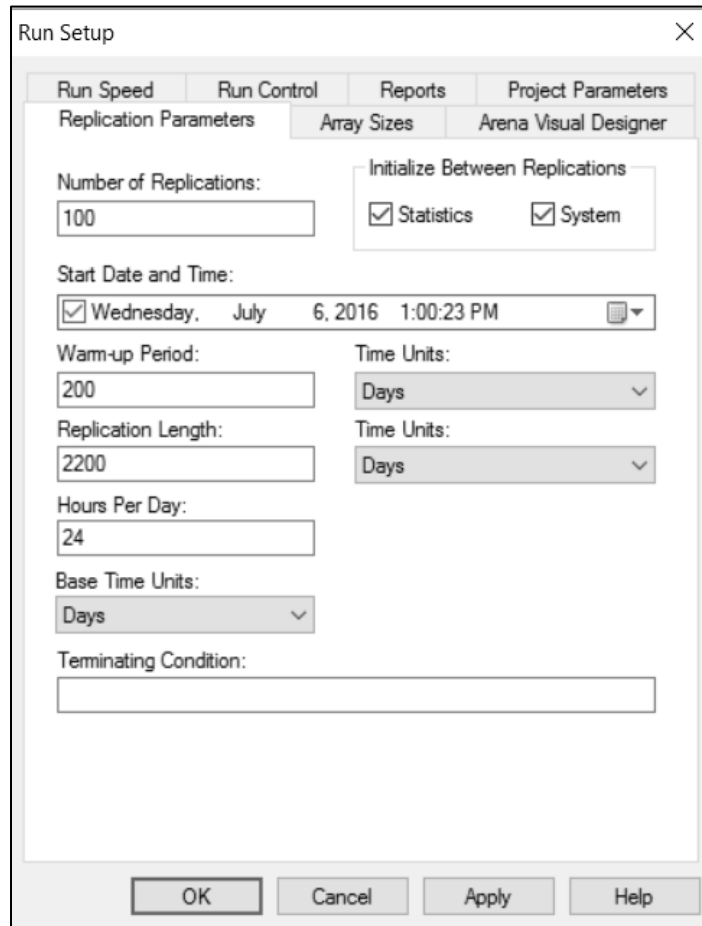 Run Setup
Run Speed Run Control Reports Project Parameters
Replication Parameters Array Sizes Arena Visual Designer
Number of Replications:
100
Initialize Between Replications
Statistics System
Start Date and Time:
Wednesday, July 6, 2016 1:00:23 PM
Warm-up Period: Time Units:
200 Days
Replication Length: Time Units:
2200 Days
Hours Per Day:
24
Base Time Units:
Days
Terminating Condition:
OK Cancel Apply Help